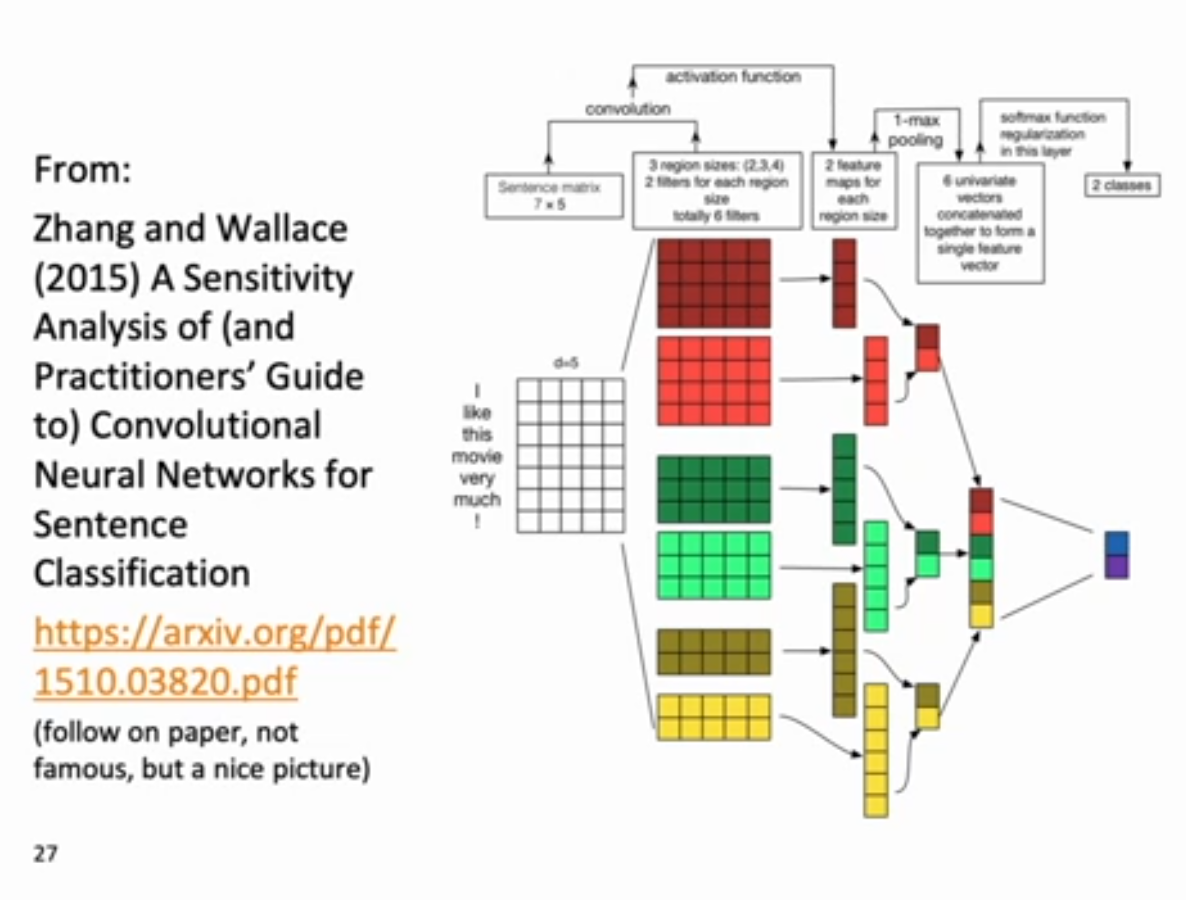 From:
Zhang and Wallace
(2015) A Sensitivity
Analysis of (and
Practitioners’ Guide
to) Convolutional
Neural Networks for
Sentence
Classification
https://arxiv.org/pdf/
1510.03820.pdf
(follow on paper, not
famous, but a nice picture)
27
activation function
convolution
1-max
pooling
softmax function
regularization
in this layer
Sentence matrix
7 × 5
3 region sizes: (2,3,4)
2 filters for each region
size
totally 6 filters
2 feature
maps for
each
region size
6 univariate
vectors
concatenated
together to form a
single feature
vector
2 classes
d=5
I
like
this
movie
very
much
!